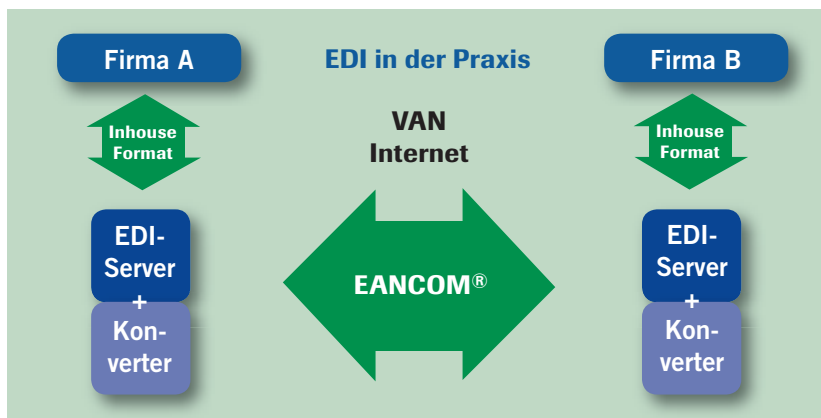 Firma A
EDI in der Praxis
Firma B
VAN
Internet
Inhouse
Format
Inhouse
Format
EDI-
Server
+
Kon-
verter
EANCOM®
EDI-
Server
+
Kon-
verter